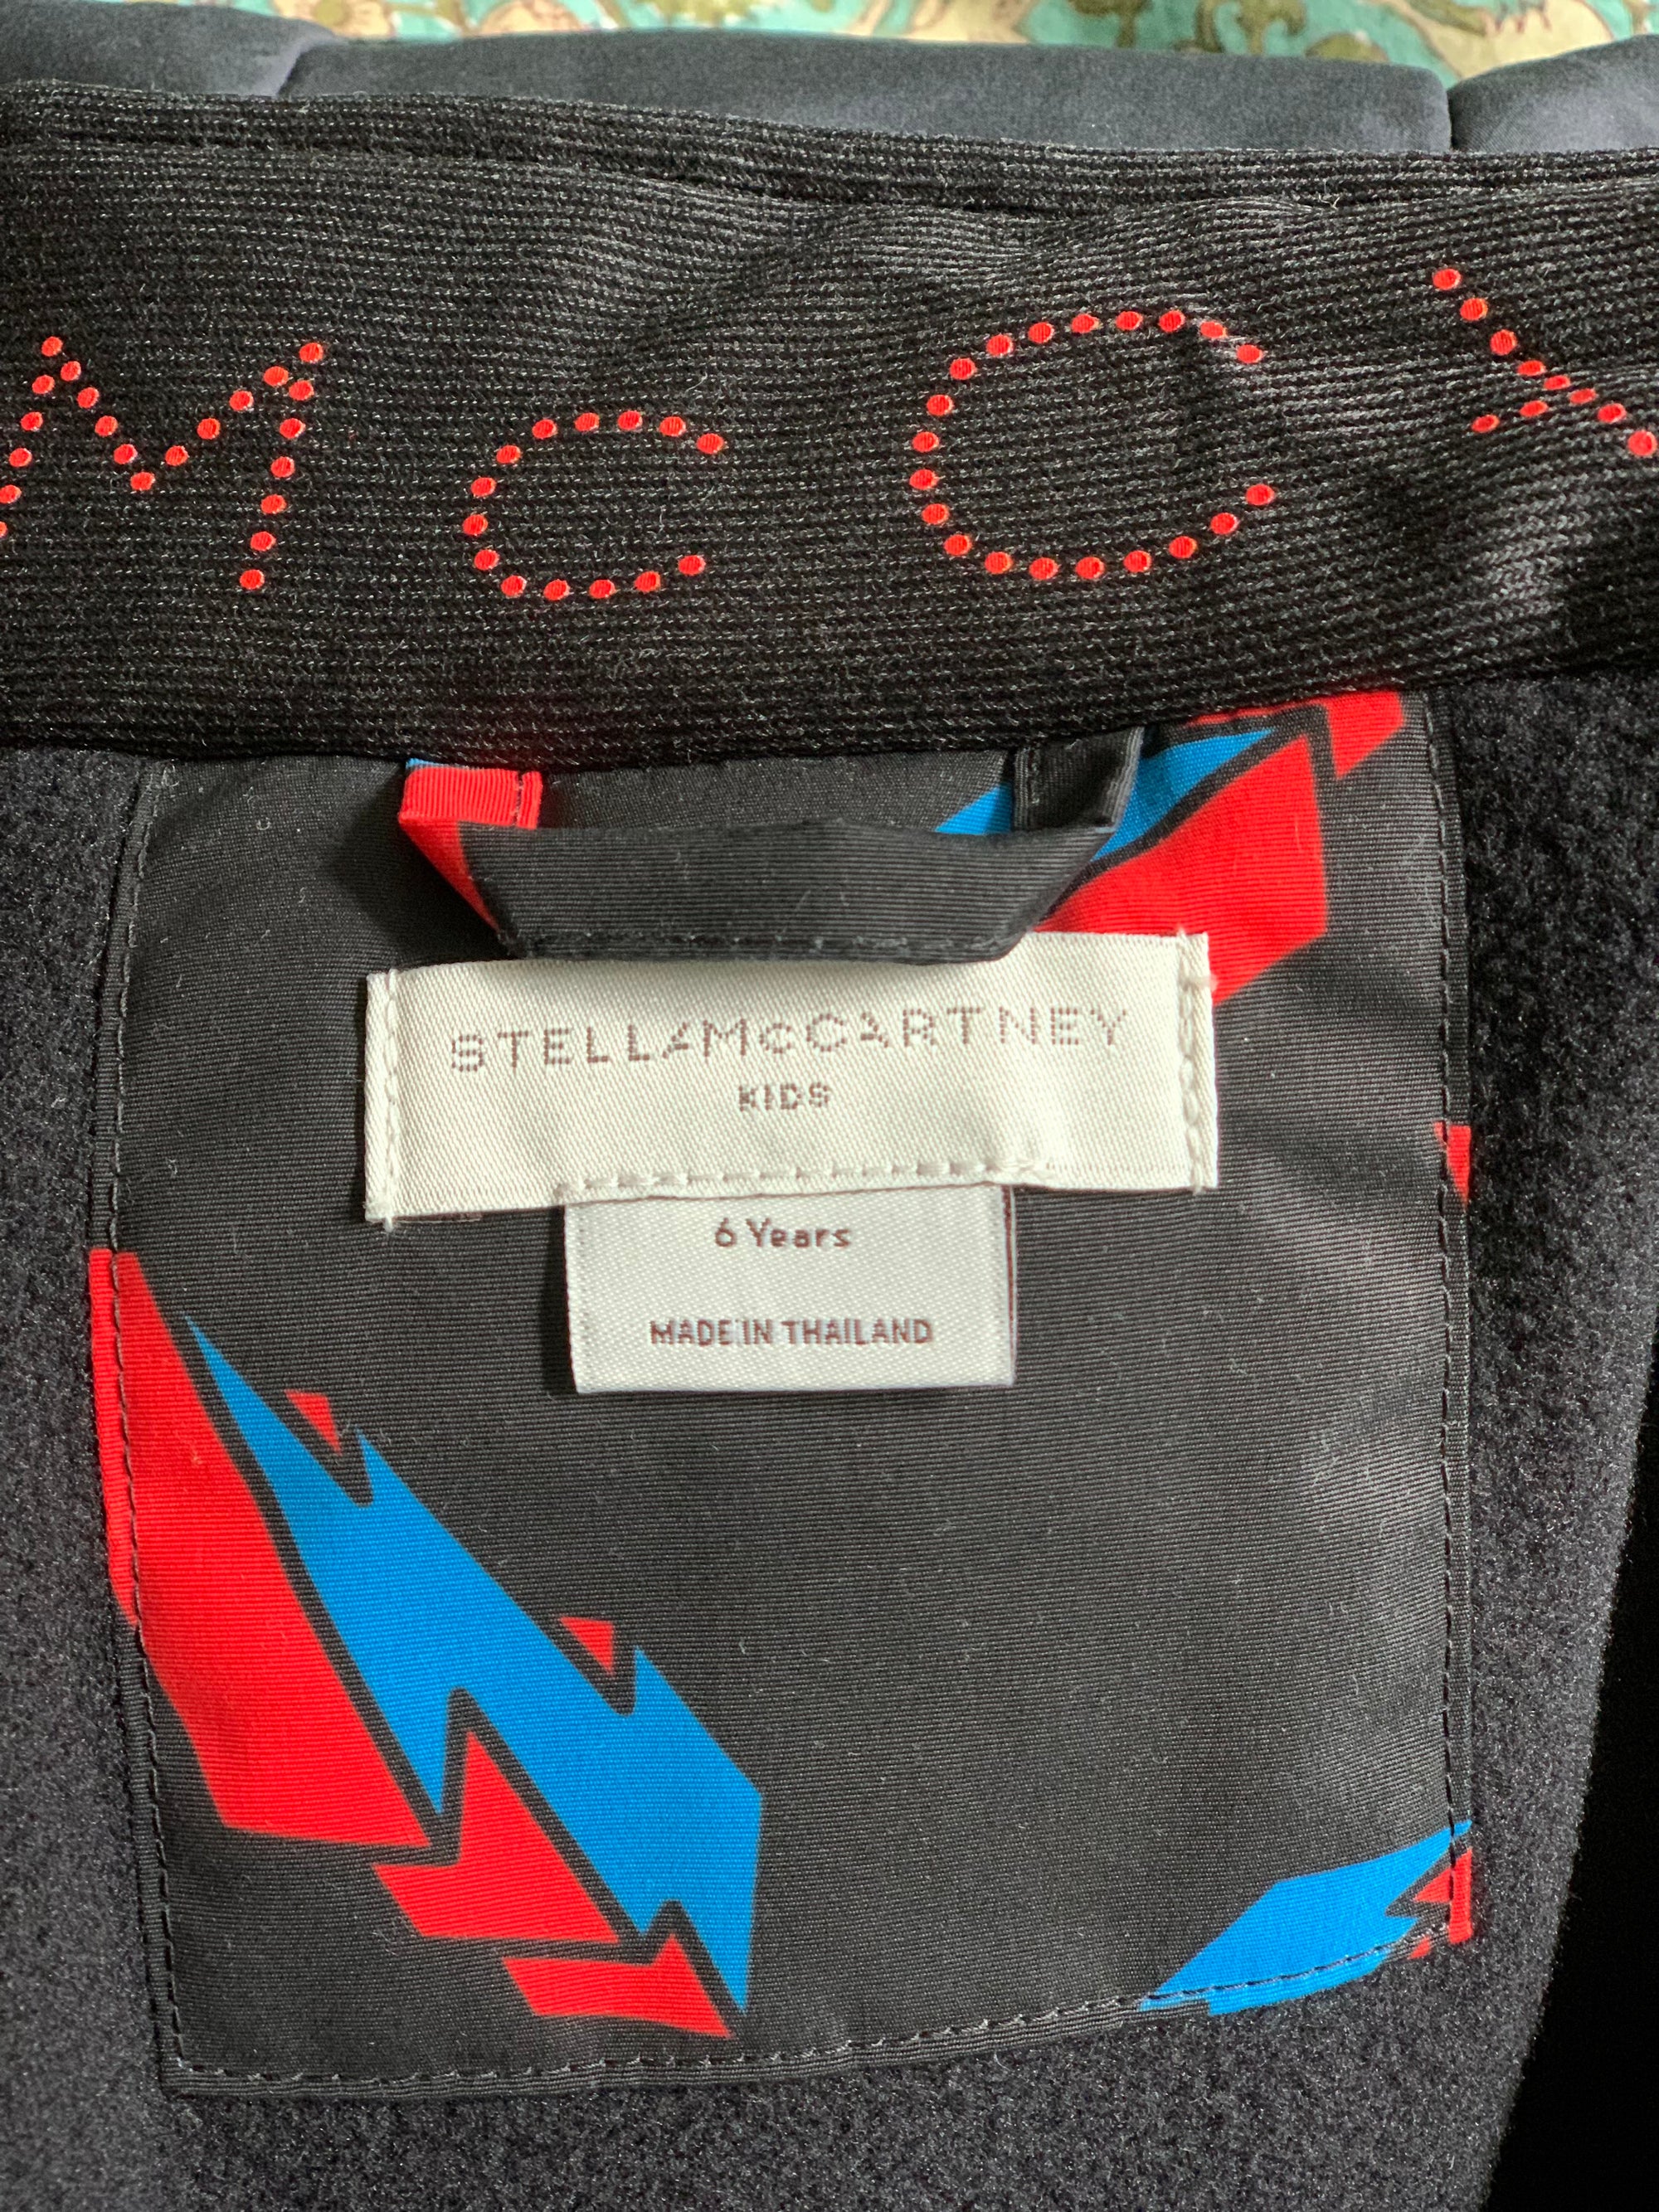 McCA
STELLA McCARTNEY
KIDS
6 Years
MADE IN THAILAND